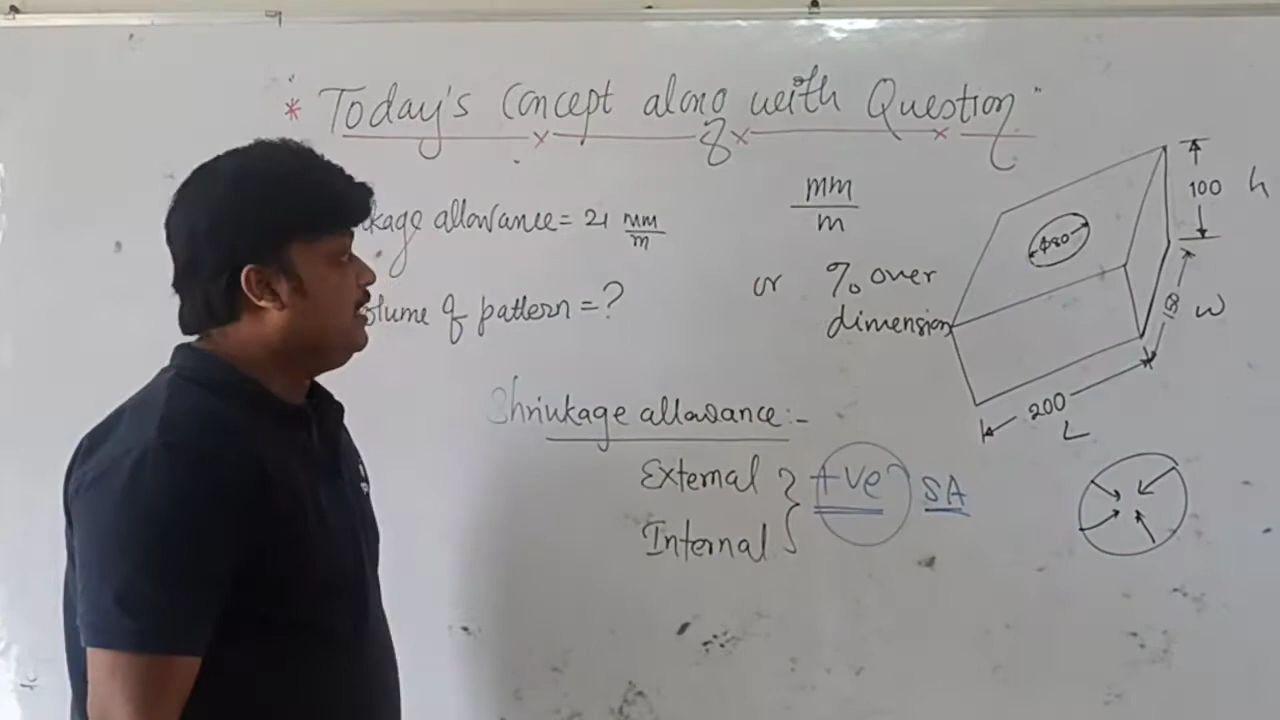 * "Today's Concept along with Question"
8
kage allowance = 21 mm/m
olume of pattern = ?
mm/m
or % over
dimension
Shrinkage allowance:-
External } +ve SA
Internal
ϕ80
100 h
W
200
L